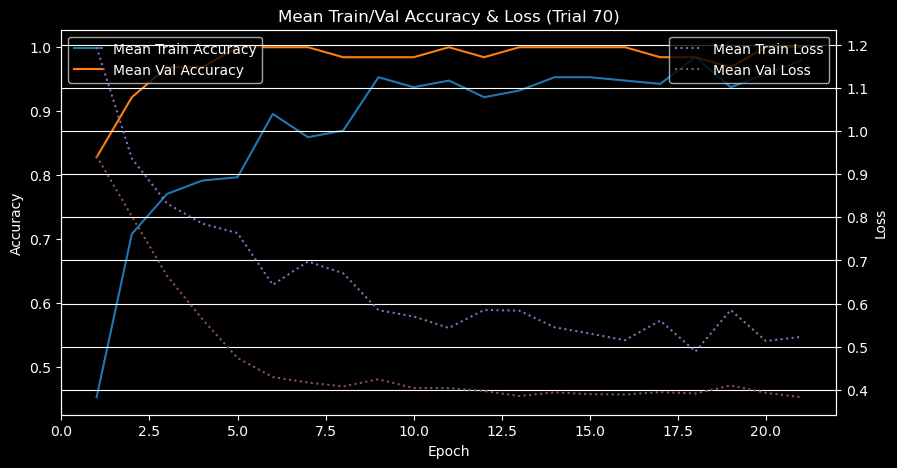 Mean Train/Val Accuracy & Loss (Trial 70)
Mean Train Accuracy
Mean Val Accuracy
Mean Train Loss
Mean Val Loss
1.0
0.9
0.8
0.7
0.6
0.5
Accuracy
1.2
1.1
1.0
0.9
0.8
0.7
0.6
0.5
0.4
Loss
0.0 2.5 5.0 7.5 10.0 12.5 15.0 17.5 20.0
Epoch